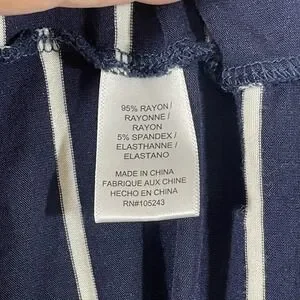 95% RAYON /
RAYONNE /
RAYON
5% SPANDEX /
ELASTHANNE /
ELASTANO
MADE IN CHINA
FABRIQUE AUX CHINE
HECHO EN CHINA
RN#105243